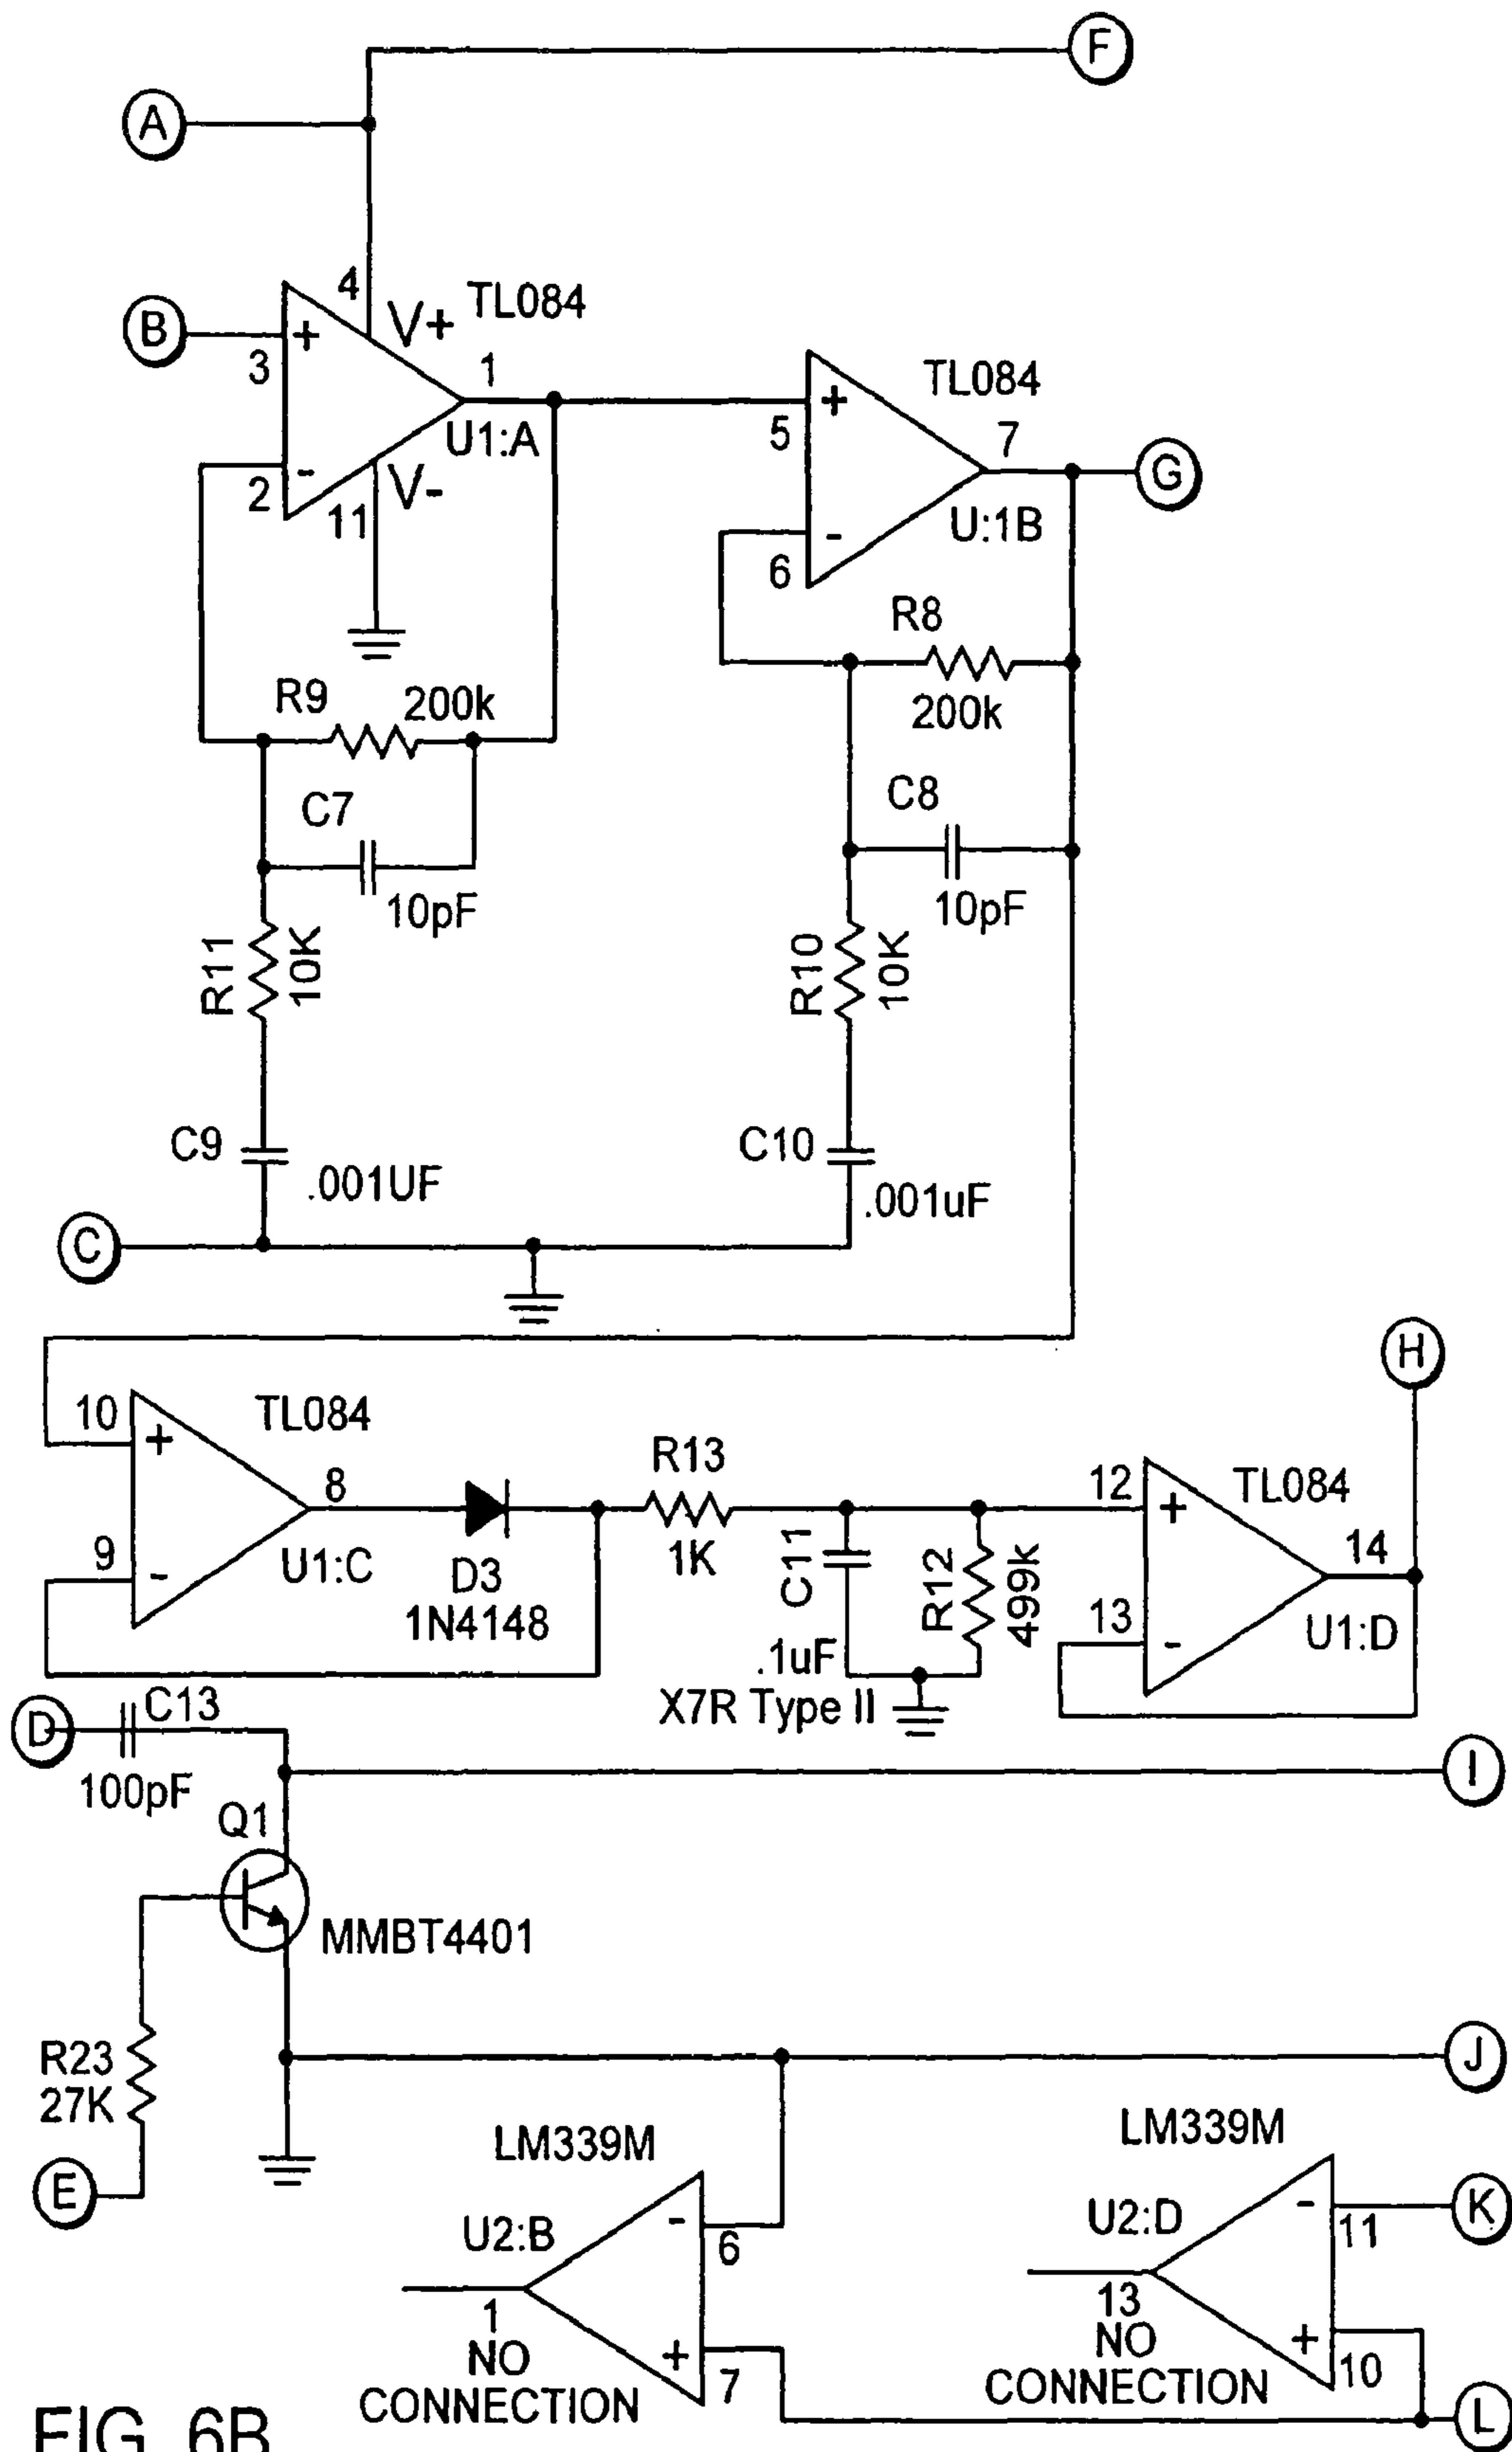 F
A
4
V+
TL084
B
+
3
1
TL084
+
5
7
U1:A
-
2
V-
11
G
-
6
U:1B
R8
200k
R9
200k
C7
10pF
C8
10pF
R11
10K
R10
10K
C9
.001UF
C10
.001uF
C
H
10
+
TL084
8
R13
1K
12
+
TL084
14
9
-
U1:C
D3
1N4148
C11
.1uF
X7R Type II
R12
499k
13
-
U1:D
D
C13
100pF
I
Q1
MMBT4401
R23
27K
J
E
LM339M
LM339M
U2:B
-
6
U2:D
-
11
K
1
NO
CONNECTION
+
7
13
NO
CONNECTION
+
10
L
FIG. 6B